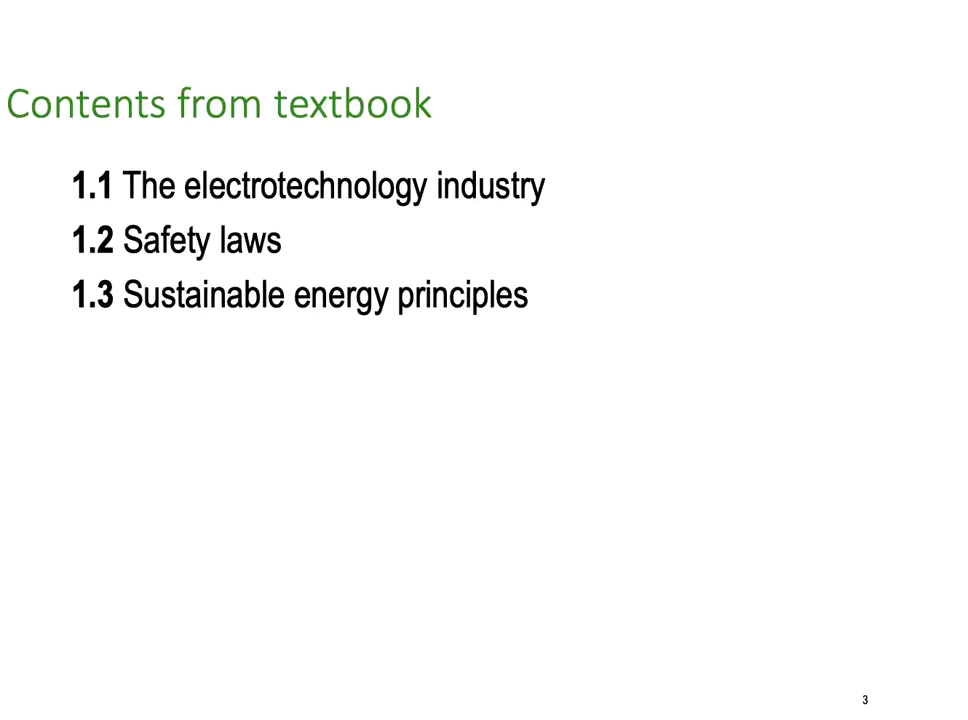 Contents from textbook
1.1 The electrotechnology industry
1.2 Safety laws
1.3 Sustainable energy principles
3